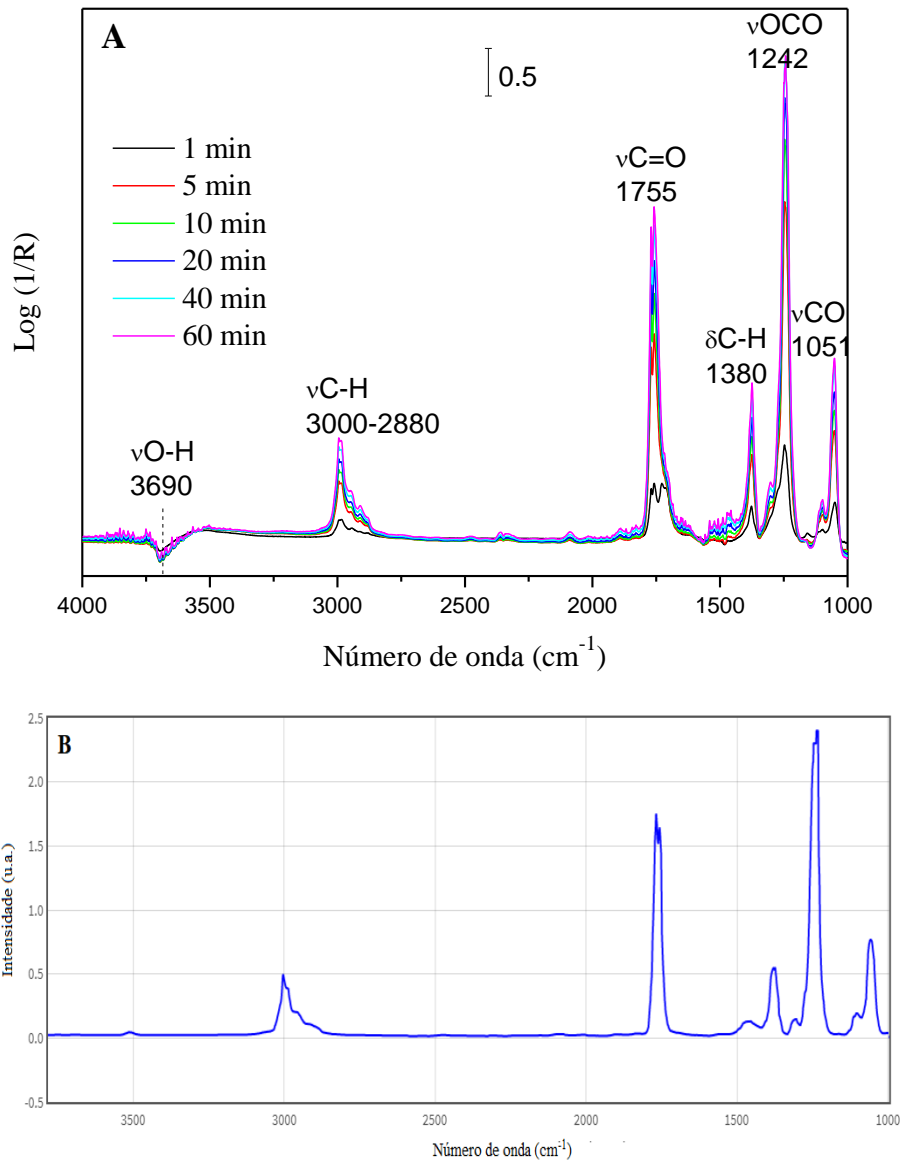 A
νOCO
1242
0.5
νC=O
1755
1 min
5 min
10 min
20 min
40 min
60 min
νCO
1051
δC-H
1380
νC-H
3000-2880
νO-H
3690
Log (1/R)
4000 3500 3000 2500 2000 1500 1000
Número de onda (cm-1)
B
2.5
2.0
1.5
1.0
0.5
0.0
-0.5
Intensidade (u.a.)
3500 3000 2500 2000 1500 1000
Número de onda (cm-1)